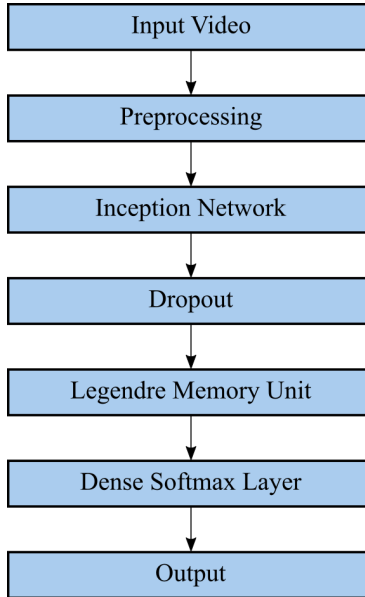 Input Video
Preprocessing
Inception Network
Dropout
Legendre Memory Unit
Dense Softmax Layer
Output